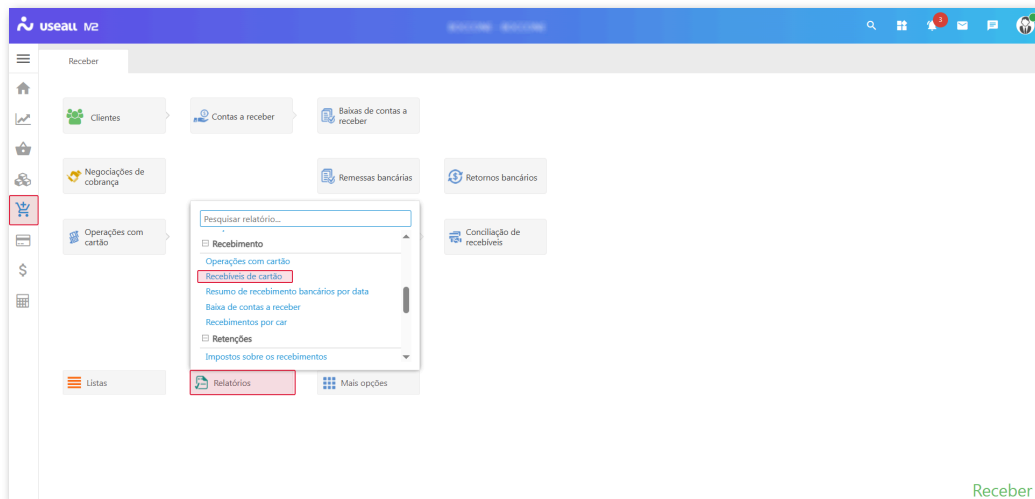 useall M2
3
Receber
Clientes
Contas a receber
Baixas de contas a
receber
Negociações de
cobrança
Remessas bancárias
Retornos bancários
Operações com
cartão
Conciliação de
recebíveis
Pesquisar relatório...
Recebimento
Operações com cartão
Recebíveis de cartão
Resumo de recebimento bancários por data
Baixa de contas a receber
Recebimentos por car
Retenções
Impostos sobre os recebimentos
Listas
Relatórios
Mais opções
Receber